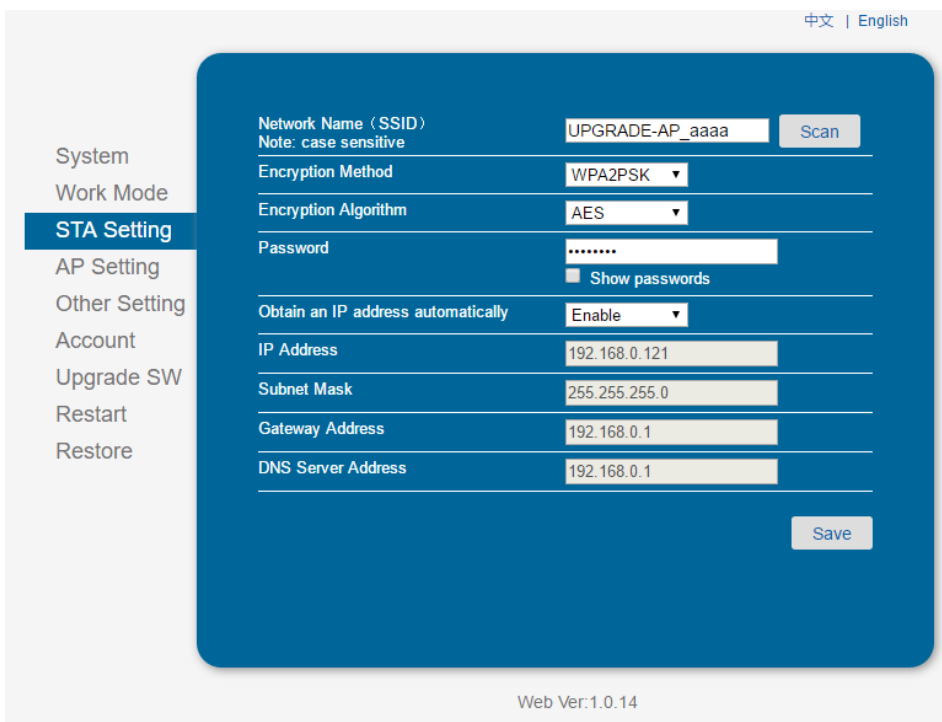 中文 | English
System
Work Mode
STA Setting
AP Setting
Other Setting
Account
Upgrade SW
Restart
Restore
Network Name（SSID） UPGRADE-AP_aaaa Scan
Note: case sensitive
Encryption Method WPA2PSK
Encryption Algorithm AES
Password ••••••••
Show passwords
Obtain an IP address automatically Enable
IP Address 192.168.0.121
Subnet Mask 255.255.255.0
Gateway Address 192.168.0.1
DNS Server Address 192.168.0.1
Save
Web Ver:1.0.14